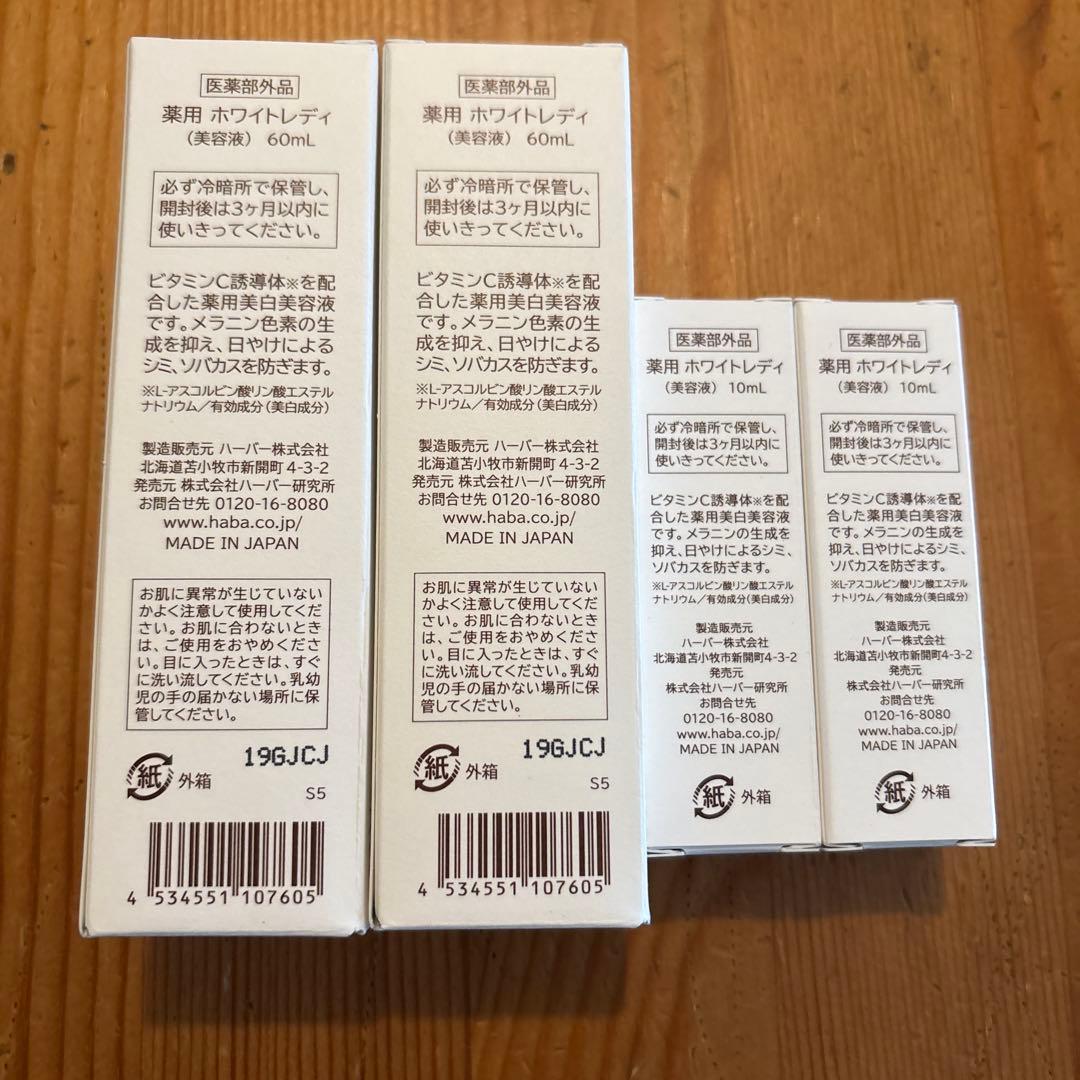 医薬部外品
薬用 ホワイトレディ
（美容液） 60mL
必ず冷暗所で保管し、
開封後は3ヶ月以内に
使いきってください。
ビタミンC誘導体※を配
合した薬用美白美容液
です。メラニン色素の生
成を抑え、日やけによる
シミ、ソバカスを防ぎます。
※L-アスコルビン酸リン酸エステル
ナトリウム／有効成分（美白成分）
製造販売元 ハーバー株式会社
北海道苫小牧市新開町 4-3-2
発売元 株式会社ハーバー研究所
お問合せ先 0120-16-8080
www.haba.co.jp/
MADE IN JAPAN
お肌に異常が生じていない
かよく注意して使用してくだ
さい。お肌に合わないとき
は、ご使用をおやめくださ
い。目に入ったときは、すぐ
に洗い流してください。乳幼
児の手の届かない場所に保
管してください。
19GJCJ
紙 外箱
S5
4 534551 107605
医薬部外品
薬用 ホワイトレディ
（美容液） 60mL
必ず冷暗所で保管し、
開封後は3ヶ月以内に
使いきってください。
ビタミンC誘導体※を配
合した薬用美白美容液
です。メラニン色素の生
成を抑え、日やけによる
シミ、ソバカスを防ぎます。
※L-アスコルビン酸リン酸エステル
ナトリウム／有効成分（美白成分）
製造販売元 ハーバー株式会社
北海道苫小牧市新開町 4-3-2
発売元 株式会社ハーバー研究所
お問合せ先 0120-16-8080
www.haba.co.jp/
MADE IN JAPAN
お肌に異常が生じていない
かよく注意して使用してくだ
さい。お肌に合わないとき
は、ご使用をおやめくださ
い。目に入ったときは、すぐ
に洗い流してください。乳幼
児の手の届かない場所に保
管してください。
19GJCJ
紙 外箱
S5
4 534551 107605
医薬部外品
薬用 ホワイトレディ
（美容液） 10mL
必ず冷暗所で保管し、
開封後は3ヶ月以内に
使いきってください。
ビタミンC誘導体※を配
合した薬用美白美容液
です。メラニンの生成を
抑え、日やけによるシミ、
ソバカスを防ぎます。
※L-アスコルビン酸リン酸エステル
ナトリウム／有効成分（美白成分）
製造販売元
ハーバー株式会社
北海道苫小牧市新開町4-3-2
発売元
株式会社ハーバー研究所
お問合せ先
0120-16-8080
www.haba.co.jp/
MADE IN JAPAN
紙 外箱
医薬部外品
薬用 ホワイトレディ
（美容液） 10mL
必ず冷暗所で保管し、
開封後は3ヶ月以内に
使いきってください。
ビタミンC誘導体※を配
合した薬用美白美容液
です。メラニンの生成を
抑え、日やけによるシミ、
ソバカスを防ぎます。
※L-アスコルビン酸リン酸エステル
ナトリウム／有効成分（美白成分）
製造販売元
ハーバー株式会社
北海道苫小牧市新開町4-3-2
発売元
株式会社ハーバー研究所
お問合せ先
0120-16-8080
www.haba.co.jp/
MADE IN JAPAN
紙 外箱